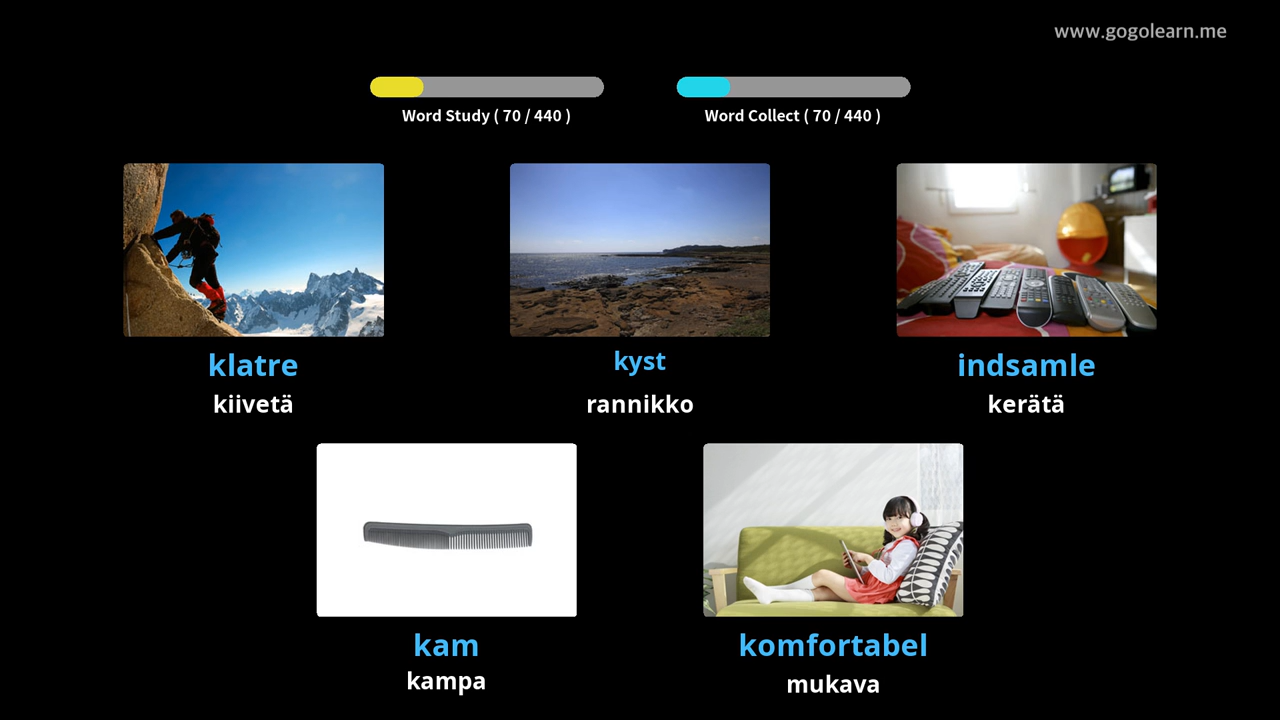 www.gogolearn.me
Word Study ( 70 / 440 )
Word Collect ( 70 / 440 )
klatre
kiivetä
kyst
rannikko
indsamle
kerätä
kam
kampa
komfortabel
mukava